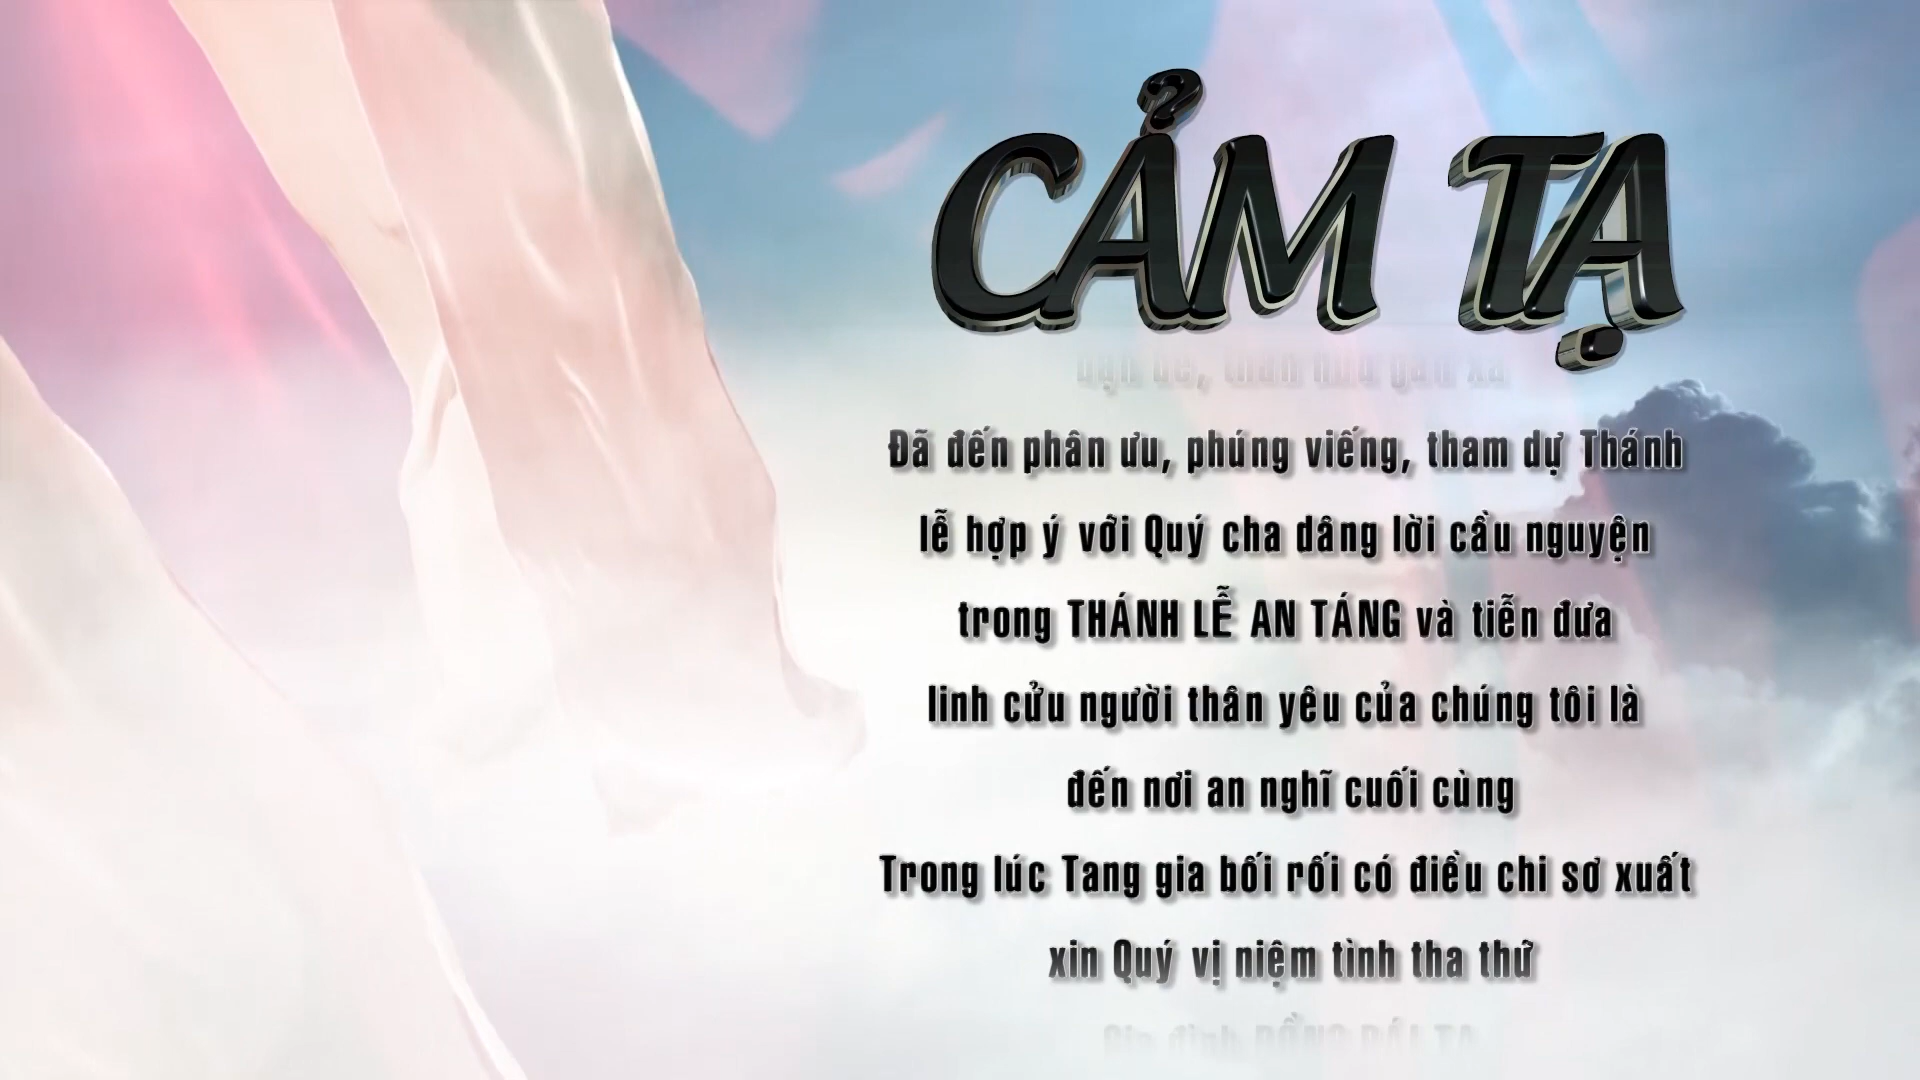 CẢM TẠ
Đã đến phân ưu, phúng viếng, tham dự Thánh
lễ hợp ý với Quý cha dâng lời cầu nguyện
trong THÁNH LỄ AN TÁNG và tiễn đưa
linh cửu người thân yêu của chúng tôi là
đến nơi an nghĩ cuối cùng
Trong lúc Tang gia bối rối có điều chi sơ xuất
xin Quý vị niệm tình tha thữ